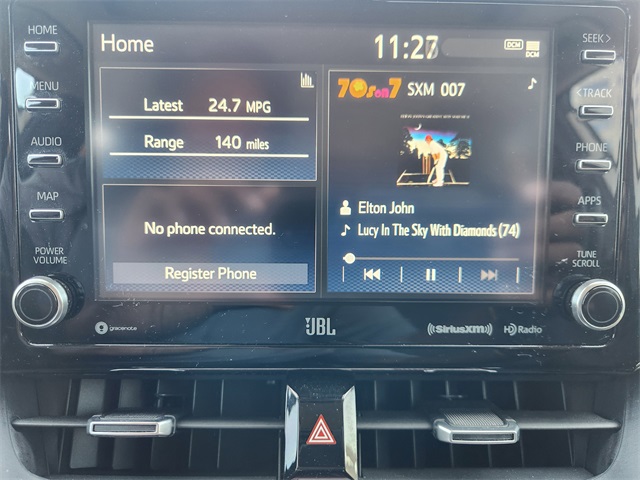 HOME
MENU
AUDIO
MAP
POWER
VOLUME
Home
11:27
DCM
DCM
Latest 24.7 MPG
Range 140 miles
No phone connected.
Register Phone
70s on 7 SXM 007
Elton John
Lucy In The Sky With Diamonds (74)
SEEK >
< TRACK
PHONE
APPS
TUNE
SCROLL
gracenote
JBL
((SiriusXM))
HD Radio